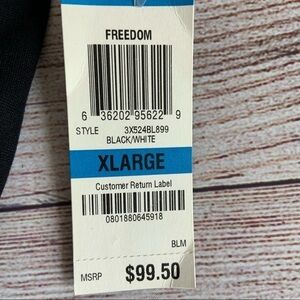 FREEDOM
6 36202 95622 9
STYLE 3X524BL899
BLACK/WHITE
XLARGE
Customer Return Label
0801880645918
BLM
MSRP $99.50